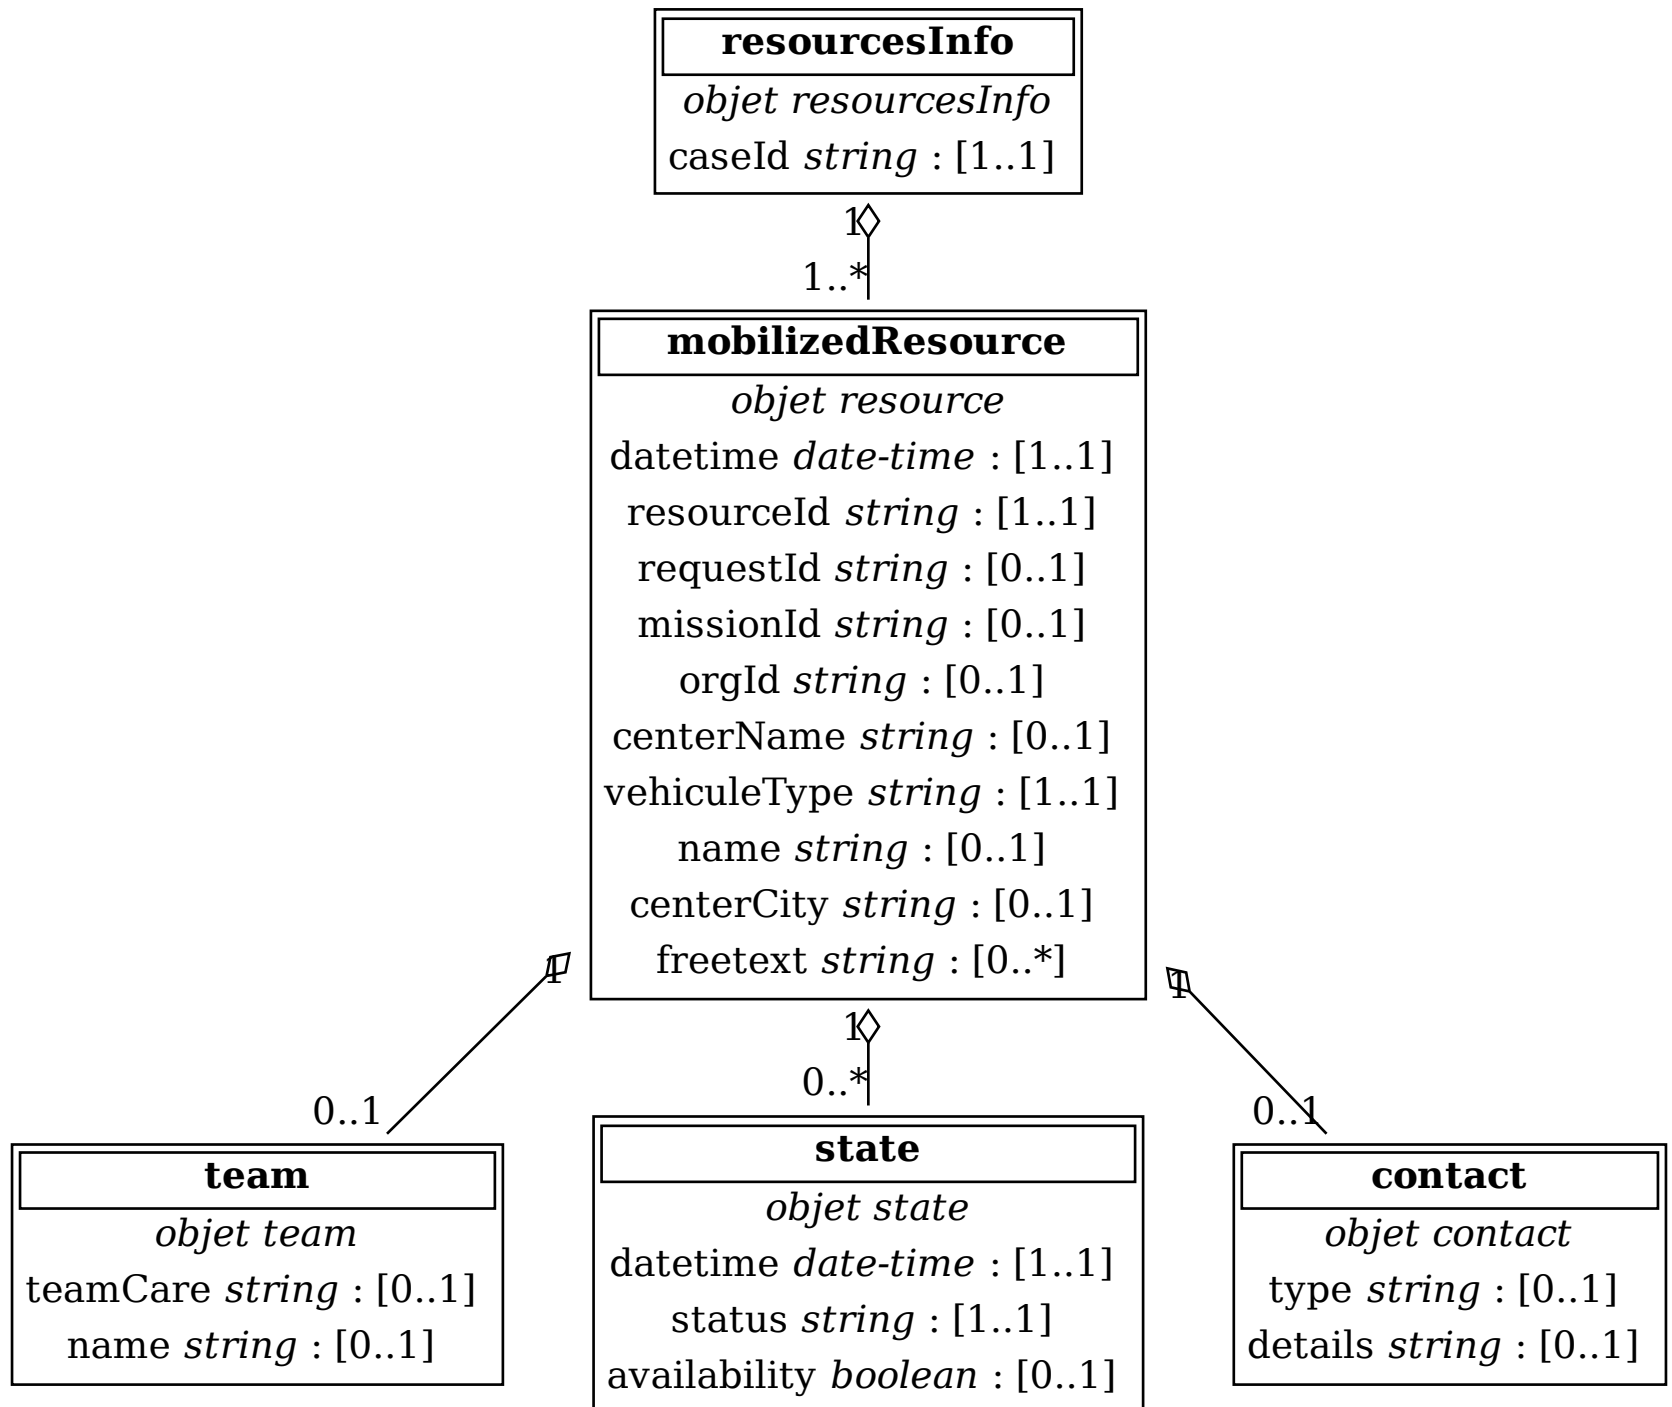 resourcesInfo
objet resourcesInfo
caseId string : [1..1]
1
1..*
mobilizedResource
objet resource
datetime date-time : [1..1]
resourceId string : [1..1]
requestId string : [0..1]
missionId string : [0..1]
orgId string : [0..1]
centerName string : [0..1]
vehiculeType string : [1..1]
name string : [0..1]
centerCity string : [0..1]
freetext string : [0..*]
1
1
1
0..1
0..*
0..1
team
objet team
teamCare string : [0..1]
name string : [0..1]
state
objet state
datetime date-time : [1..1]
status string : [1..1]
availability boolean : [0..1]
contact
objet contact
type string : [0..1]
details string : [0..1]